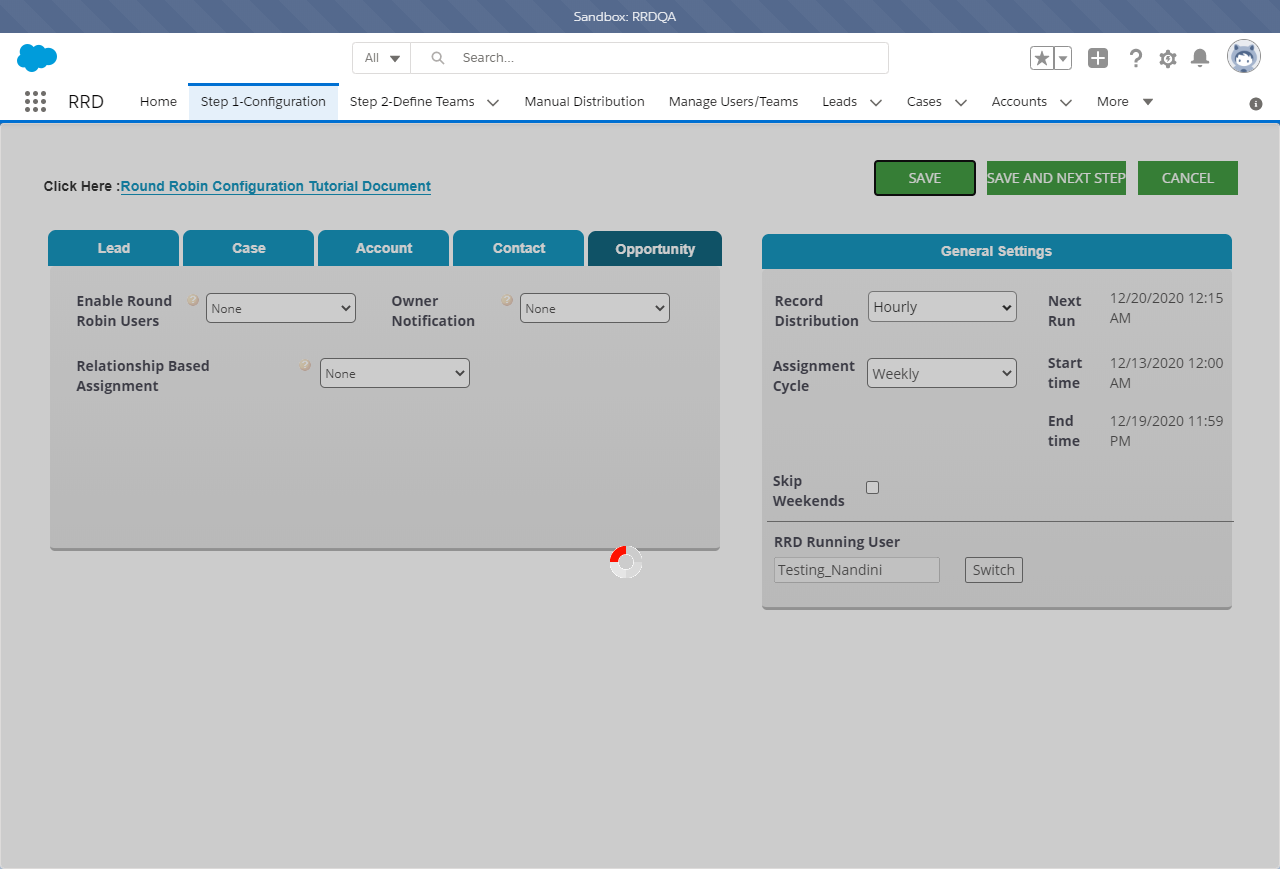 Sandbox: RRDQA
All
Search...
RRD
Home
Step 1-Configuration
Step 2-Define Teams
Manual Distribution
Manage Users/Teams
Leads
Cases
Accounts
More
Click Here :Round Robin Configuration Tutorial Document
SAVE
SAVE AND NEXT STEP
CANCEL
Lead
Case
Account
Contact
Opportunity
Enable Round
Robin Users
None
Owner
Notification
None
Relationship Based
Assignment
None
General Settings
Record
Distribution
Hourly
Next
Run
12/20/2020 12:15
AM
Assignment
Cycle
Weekly
Start
time
12/13/2020 12:00
AM
End
time
12/19/2020 11:59
PM
Skip
Weekends
RRD Running User
Testing_Nandini
Switch